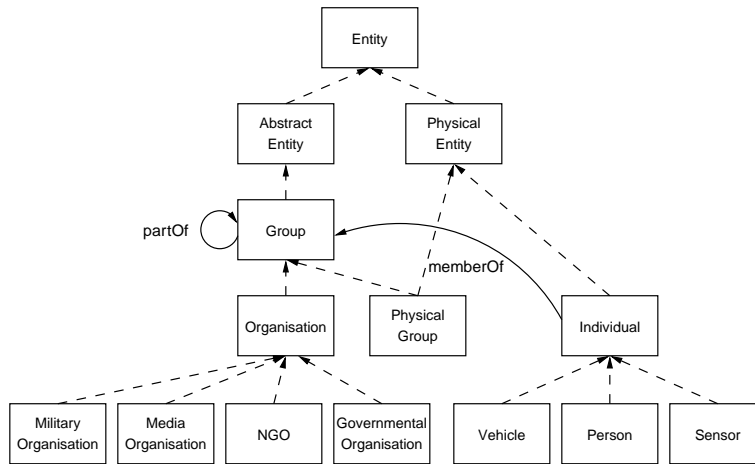 Entity
Abstract
Entity
Physical
Entity
partOf
Group
memberOf
Organisation
Physical
Group
Individual
Military
Organisation
Media
Organisation
NGO
Governmental
Organisation
Vehicle
Person
Sensor